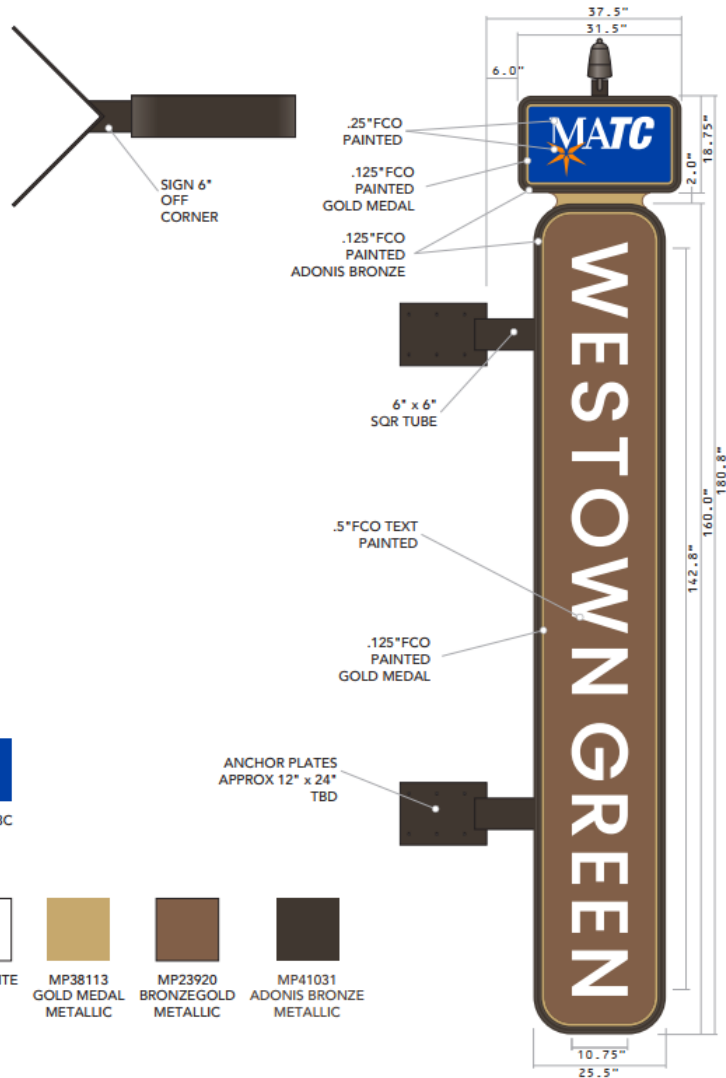 37.5"
31.5"
6.0"
18.75"
2.0"
.25"FCO
PAINTED
MATC
.125"FCO
PAINTED
GOLD MEDAL
SIGN 6"
OFF
CORNER
.125"FCO
PAINTED
ADONIS BRONZE
WESTOWN GREEN
6" x 6"
SQR TUBE
180.8"
160.0"
142.8"
.5"FCO TEXT
PAINTED
.125"FCO
PAINTED
GOLD MEDAL
ANCHOR PLATES
APPROX 12" x 24"
TBD
BC
ITE
MP38113
GOLD MEDAL
METALLIC
MP23920
BRONZEGOLD
METALLIC
MP41031
ADONIS BRONZE
METALLIC
10.75"
25.5"